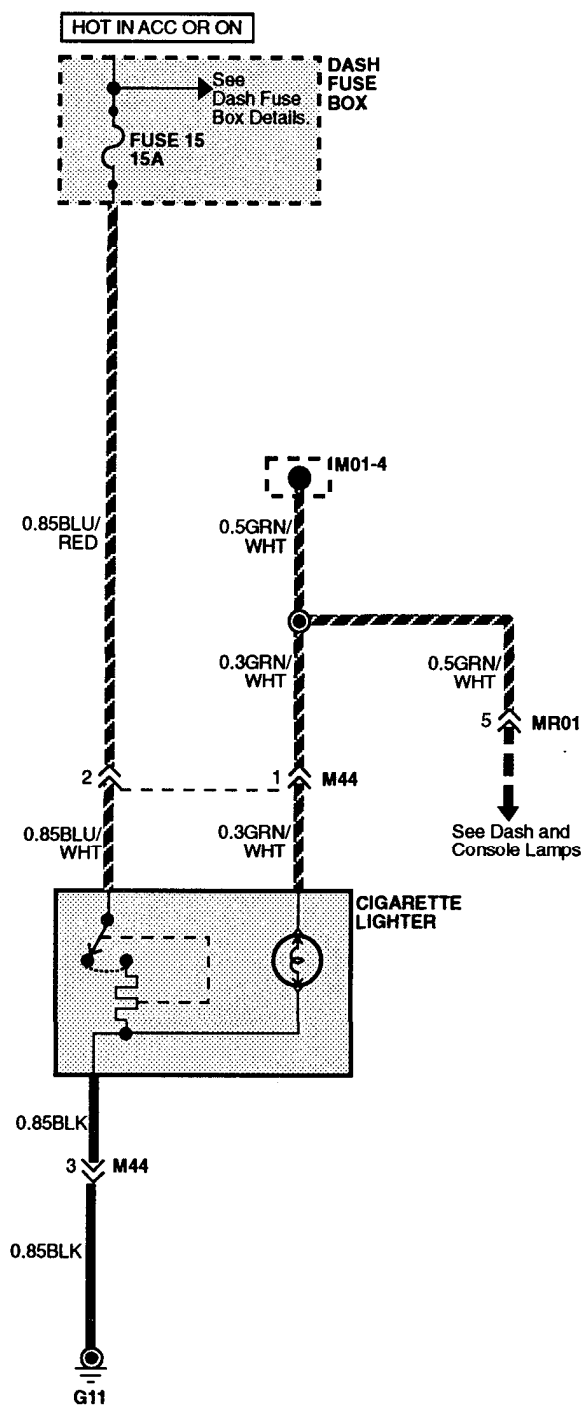 HOT IN ACC OR ON
DASH
FUSE
BOX
See
Dash Fuse
Box Details.
FUSE 15
15A
M01-4
0.85BLU/
RED
0.5GRN/
WHT
0.3GRN/
WHT
0.5GRN/
WHT
5
MR01
2
1
M44
0.85BLU/
WHT
0.3GRN/
WHT
See Dash and
Console Lamps
CIGARETTE
LIGHTER
0.85BLK
3
M44
0.85BLK
G11